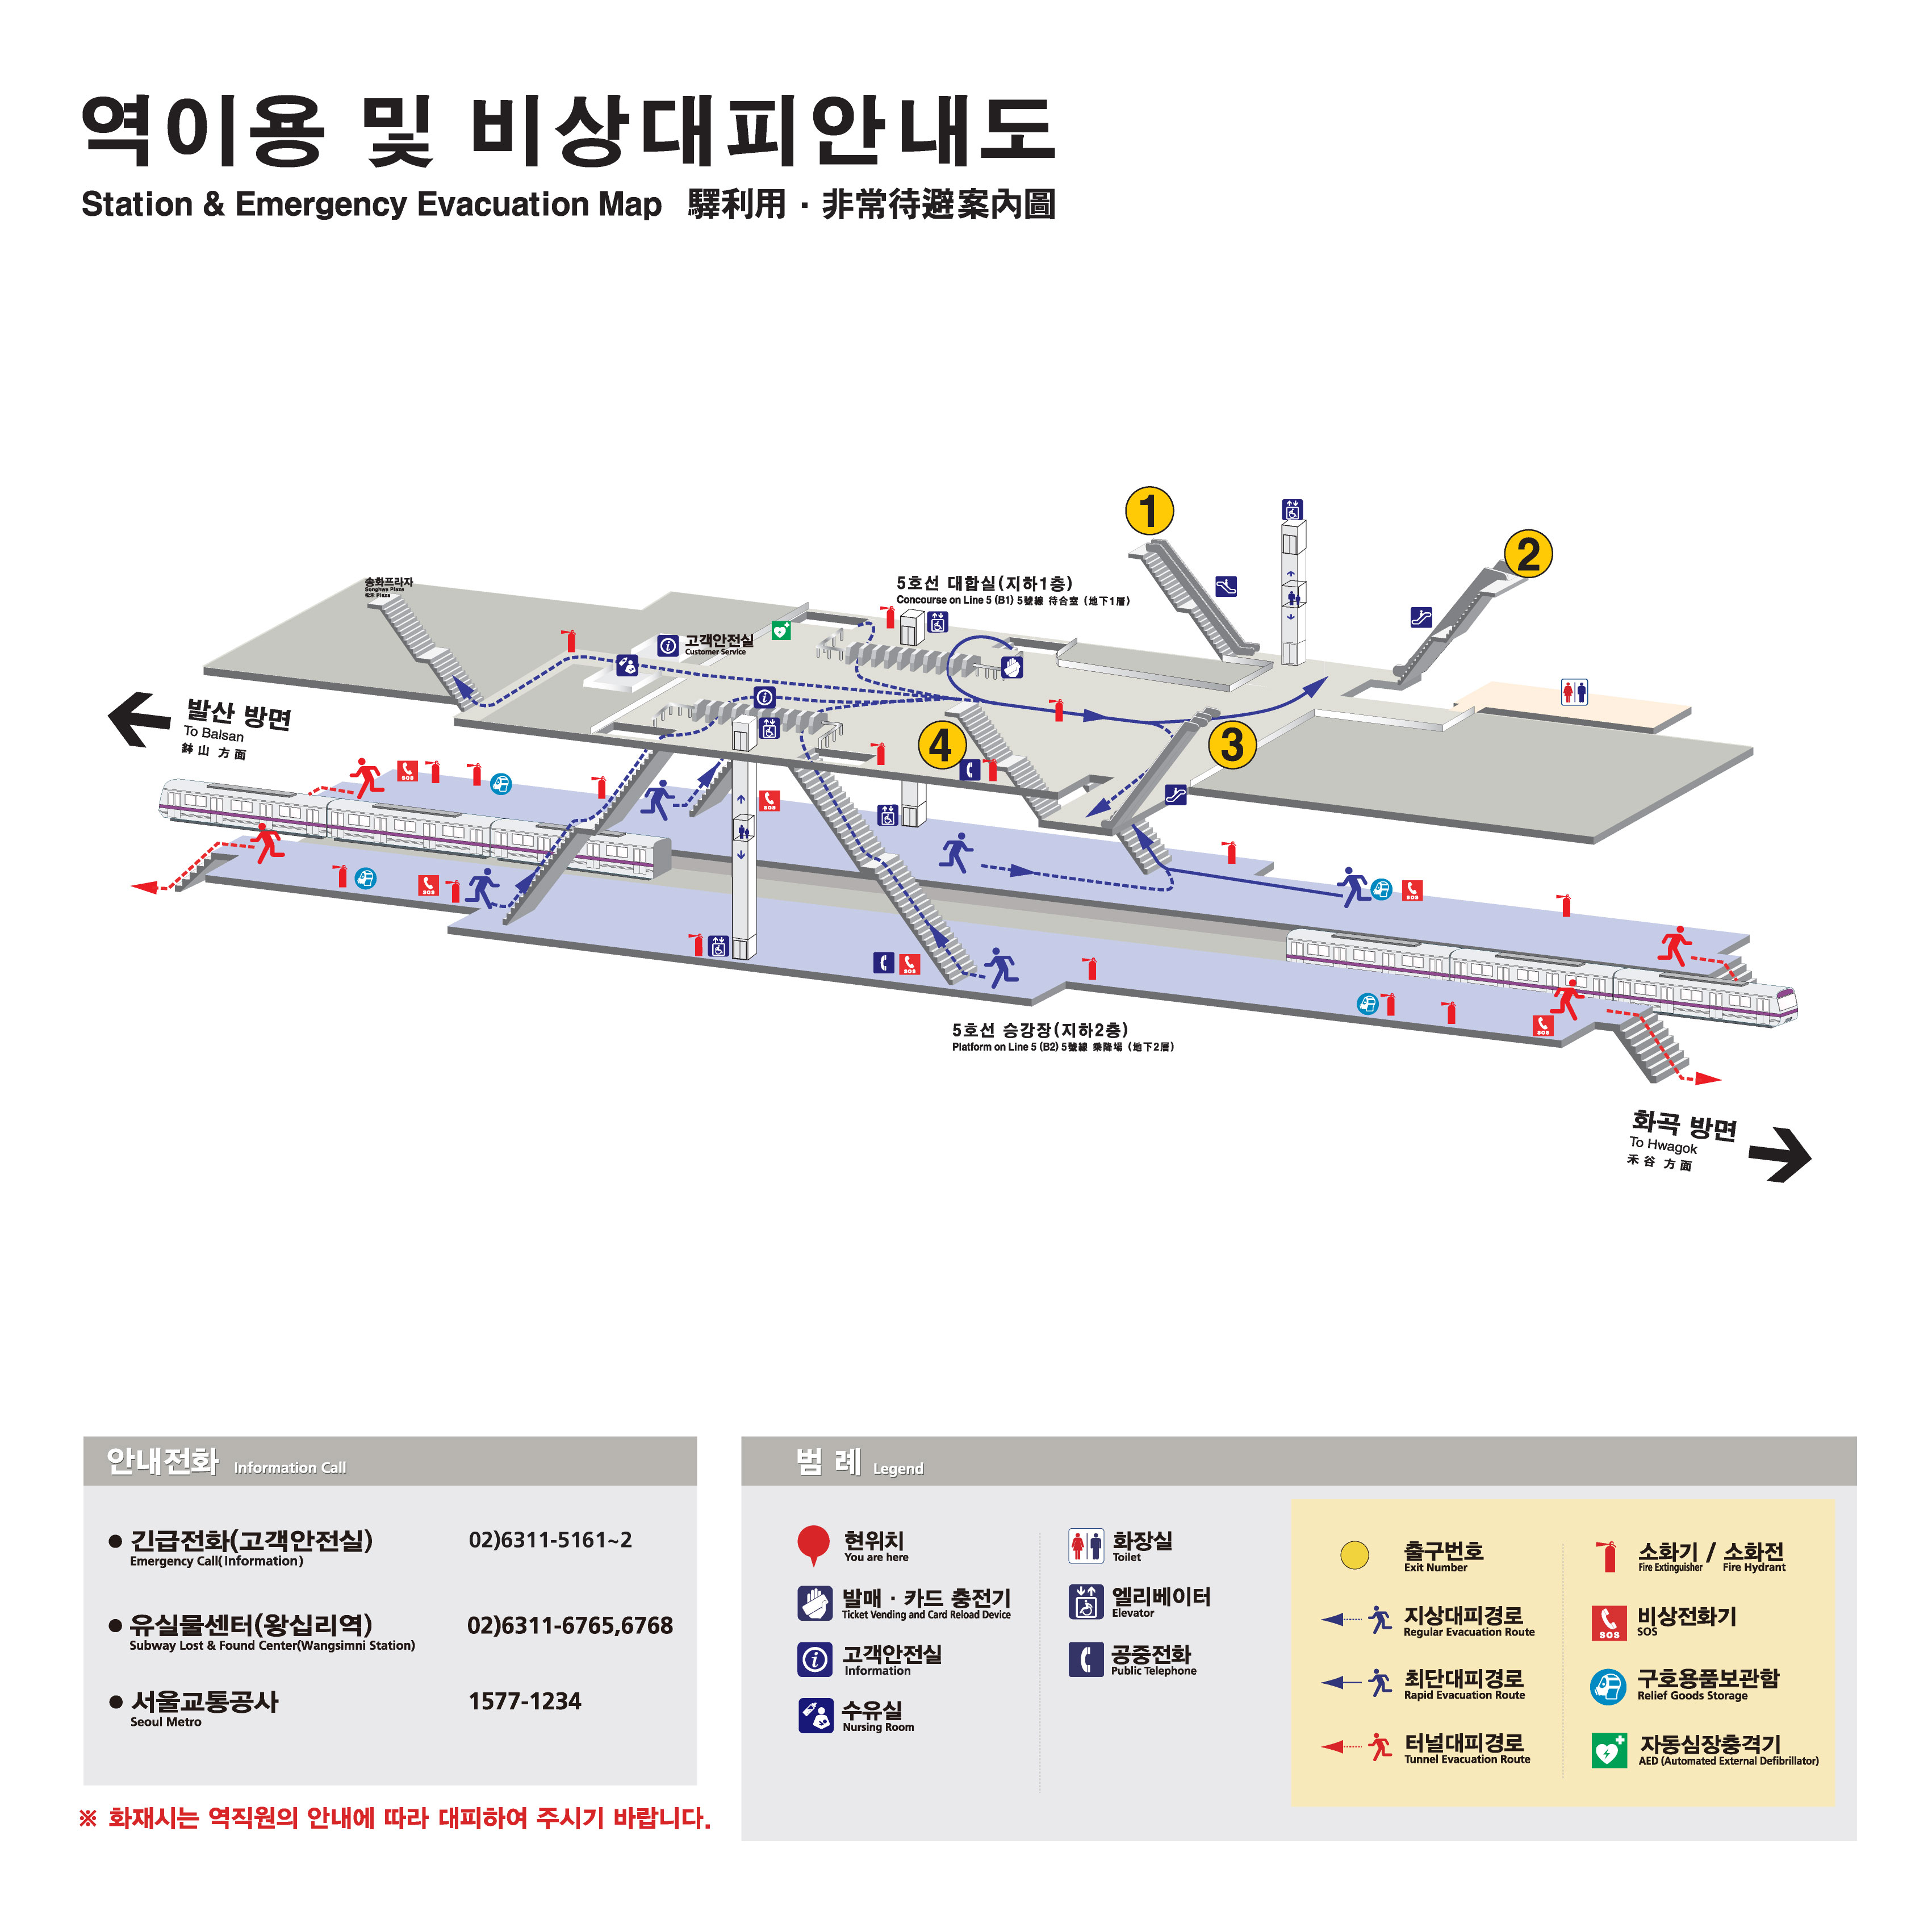 역이용 및 비상대피안내도
Station & Emergency Evacuation Map 驛利用 · 非常待避案內圖
1
2
송화프라자
Songhwa Plaza
松禾 Plaza
5호선 대합실(지하1층)
Concourse on Line 5 (B1) 5號線 待合室 (地下1層)
고객안전실
Customer Service
발산 방면
To Balsan
鉢山 方面
4
3
SOS
SOS
SOS
SOS
SOS
SOS
5호선 승강장(지하2층)
Platform on Line 5 (B2) 5號線 乘降場 (地下2層)
화곡 방면
To Hwagok
禾谷 方面
안내전화 Information Call
● 긴급전화(고객안전실) 02)6311-5161~2
Emergency Call(Information)
● 유실물센터(왕십리역) 02)6311-6765,6768
Subway Lost & Found Center(Wangsimni Station)
● 서울교통공사 1577-1234
Seoul Metro
※ 화재시는 역직원의 안내에 따라 대피하여 주시기 바랍니다.
범 례 Legend
현위치
You are here
발매 · 카드 충전기
Ticket Vending and Card Reload Device
고객안전실
Information
수유실
Nursing Room
화장실
Toilet
엘리베이터
Elevator
공중전화
Public Telephone
출구번호
Exit Number
지상대피경로
Regular Evacuation Route
최단대피경로
Rapid Evacuation Route
터널대피경로
Tunnel Evacuation Route
소화기 / 소화전
Fire Extinguisher Fire Hydrant
SOS
비상전화기
SOS
구호용품보관함
Relief Goods Storage
자동심장충격기
AED (Automated External Defibrillator)